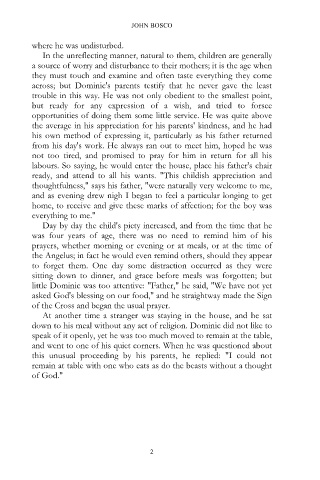 JOHN BOSCO
where he was undisturbed.
In the unreflecting manner, natural to them, children are generally
a source of worry and disturbance to their mothers; it is the age when
they must touch and examine and often taste everything they come
across; but Dominic's parents testify that he never gave the least
trouble in this way. He was not only obedient to the smallest point,
but ready for any expression of a wish, and tried to forsee
opportunities of doing them some little service. He was quite above
the average in his appreciation for his parents' kindness, and he had
his own method of expressing it, particularly as his father returned
from his day's work. He always ran out to meet him, hoped he was
not too tired, and promised to pray for him in return for all his
labours. So saying, he would enter the house, place his father's chair
ready, and attend to all his wants. "This childish appreciation and
thoughtfulness," says his father, "were naturally very welcome to me,
and as evening drew nigh I began to feel a particular longing to get
home, to receive and give these marks of affection; for the boy was
everything to me."
Day by day the child's piety increased, and from the time that he
was four years of age, there was no need to remind him of his
prayers, whether morning or evening or at meals, or at the time of
the Angelus; in fact he would even remind others, should they appear
to forget them. One day some distraction occurred as they were
sitting down to dinner, and grace before meals was forgotten; but
little Dominic was too attentive: "Father," he said, "We have not yet
asked God's blessing on our food," and he straightway made the Sign
of the Cross and began the usual prayer.
At another time a stranger was staying in the house, and he sat
down to his meal without any act of religion. Dominic did not like to
speak of it openly, yet he was too much moved to remain at the table,
and went to one of his quiet corners. When he was questioned about
this unusual proceeding by his parents, he replied: "I could not
remain at table with one who eats as do the beasts without a thought
of God."
2